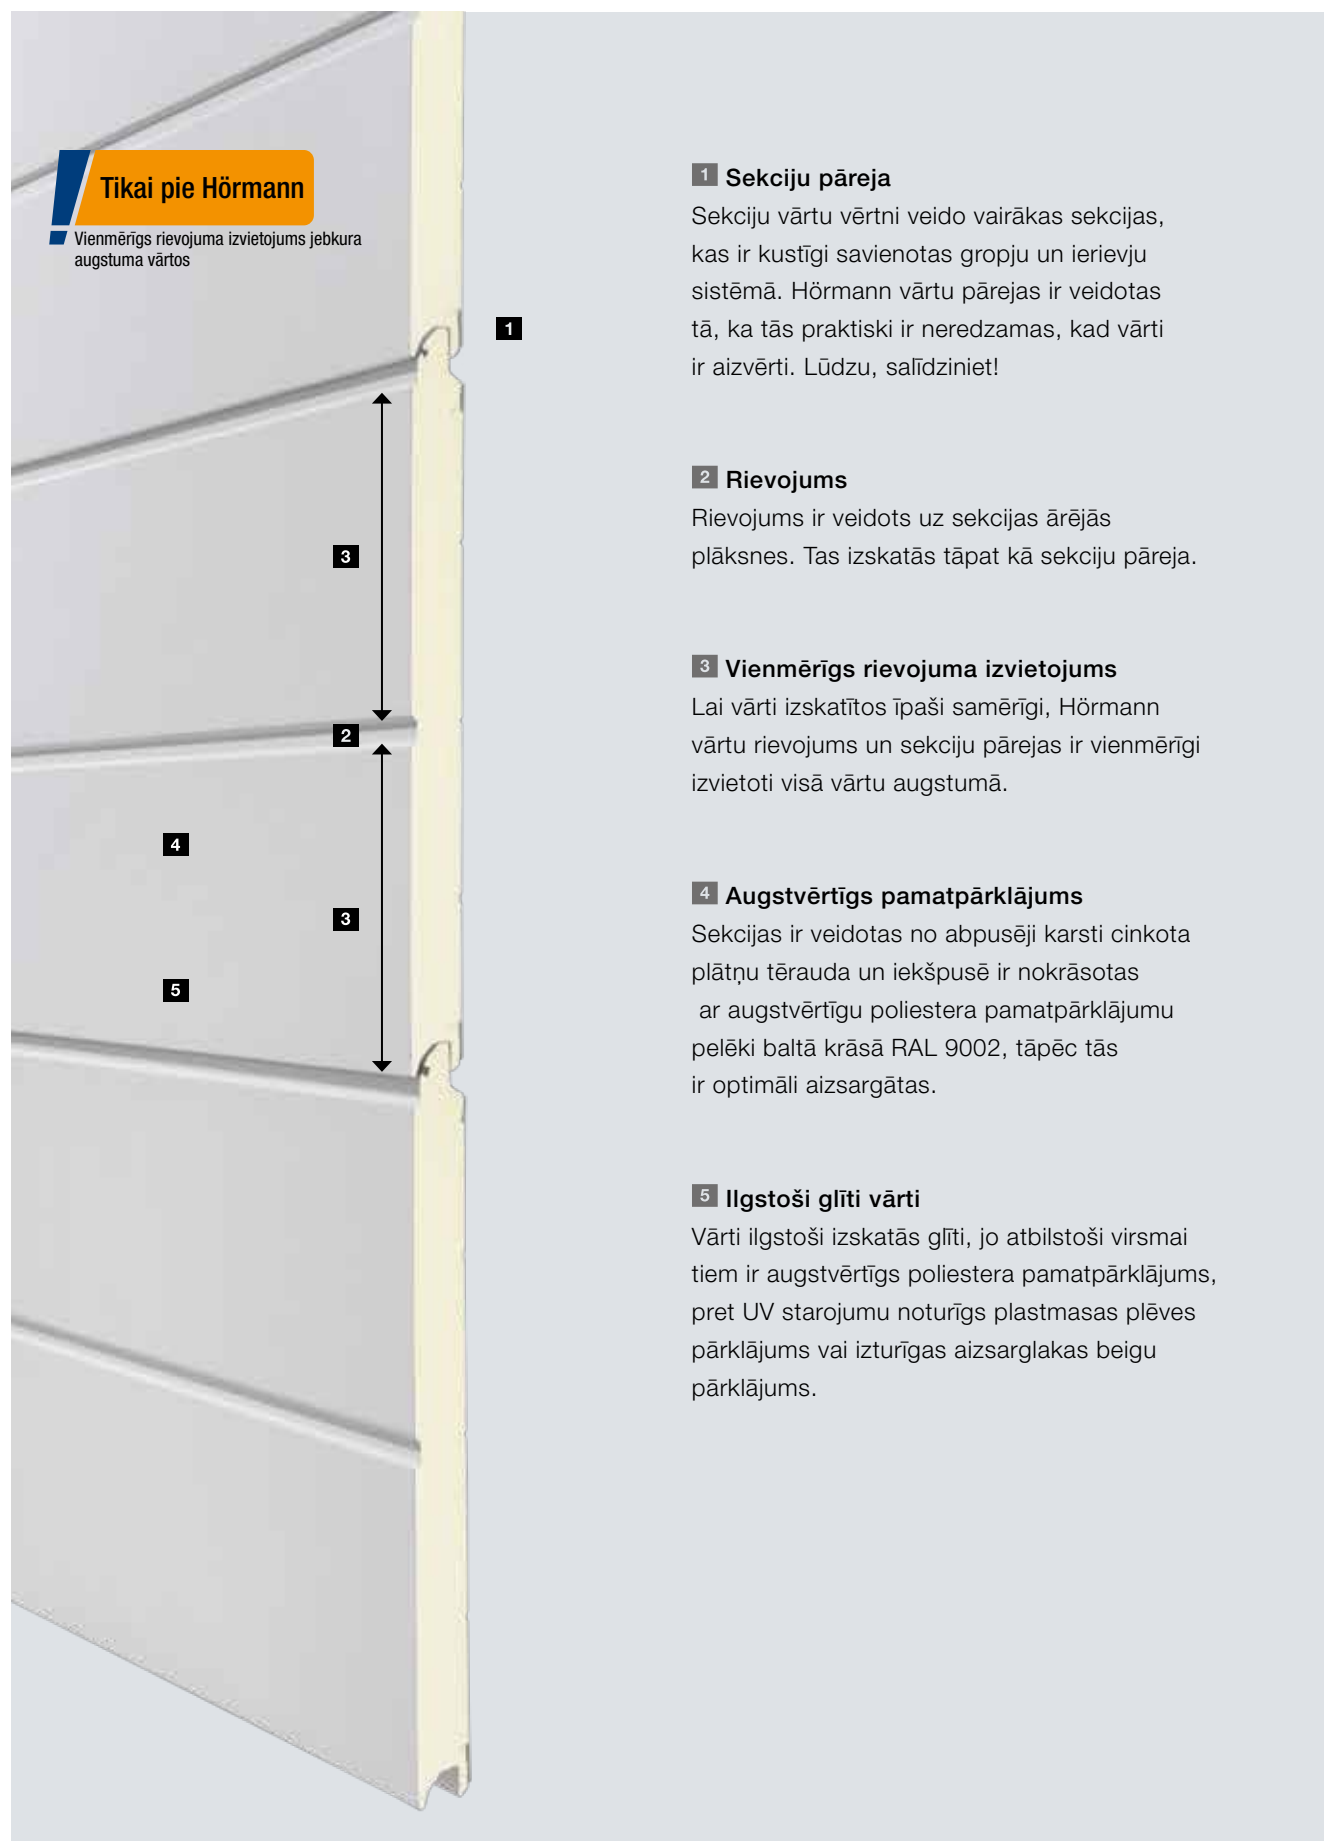 Tikai pie Hörmann
Vienmērīgs rievojuma izvietojums jebkura
augstuma vārtos
1
3
2
4
3
5
1 Sekciju pāreja
Sekciju vārtu vērtni veido vairākas sekcijas,
kas ir kustīgi savienotas gropju un ierievju
sistēmā. Hörmann vārtu pārejas ir veidotas
tā, ka tās praktiski ir neredzamas, kad vārti
ir aizvērti. Lūdzu, salīdziniet!
2 Rievojums
Rievojums ir veidots uz sekcijas ārējās
plāksnes. Tas izskatās tāpat kā sekciju pāreja.
3 Vienmērīgs rievojuma izvietojums
Lai vārti izskatītos īpaši samērīgi, Hörmann
vārtu rievojums un sekciju pārejas ir vienmērīgi
izvietoti visā vārtu augstumā.
4 Augstvērtīgs pamatpārklājums
Sekcijas ir veidotas no abpusēji karsti cinkota
plātņu tērauda un iekšpusē ir nokrāsotas
ar augstvērtīgu poliestera pamatpārklājumu
pelēki baltā krāsā RAL 9002, tāpēc tās
ir optimāli aizsargātas.
5 Ilgstoši glīti vārti
Vārti ilgstoši izskatās glīti, jo atbilstoši virsmai
tiem ir augstvērtīgs poliestera pamatpārklājums,
pret UV starojumu noturīgs plastmasas plēves
pārklājums vai izturīgas aizsarglakas beigu
pārklājums.